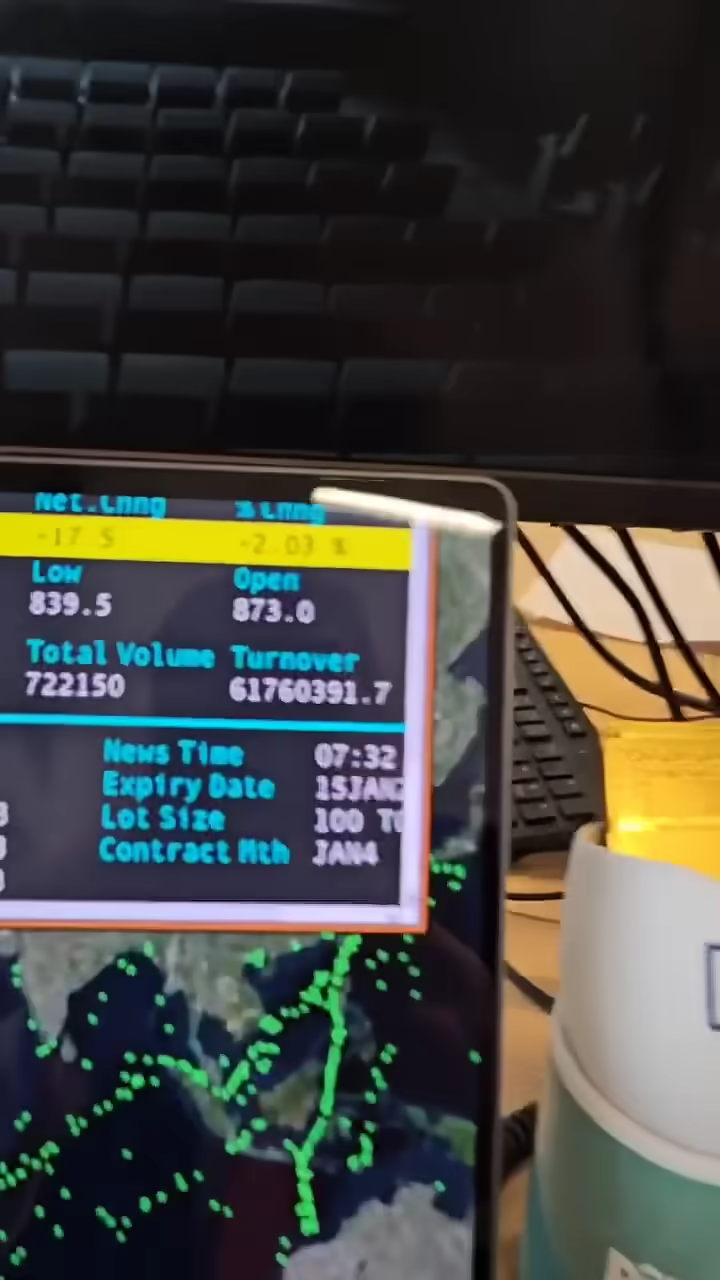 Net.Chng %Chng
-17.5 -2.03 %
Low Open
839.5 873.0
Total Volume Turnover
722150 61760391.7
News Time 07:32
Expiry Date 15JAN
Lot Size 100
Contract Mth JAN4